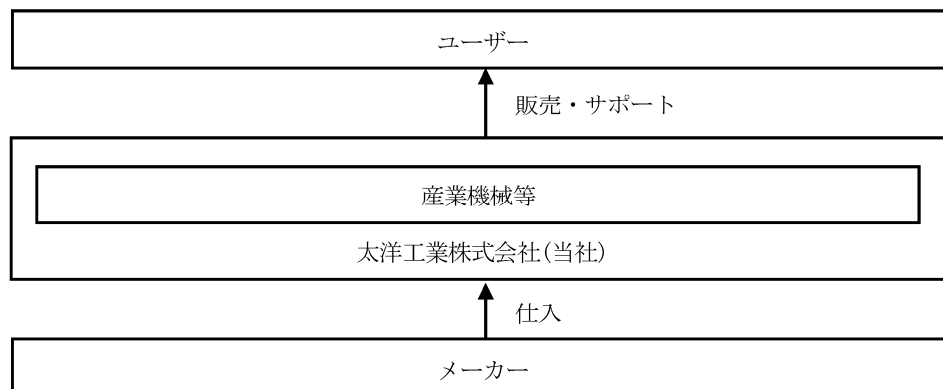 ユーザー
販売・サポート
産業機械等
太洋工業株式会社(当社)
仕入
メーカー